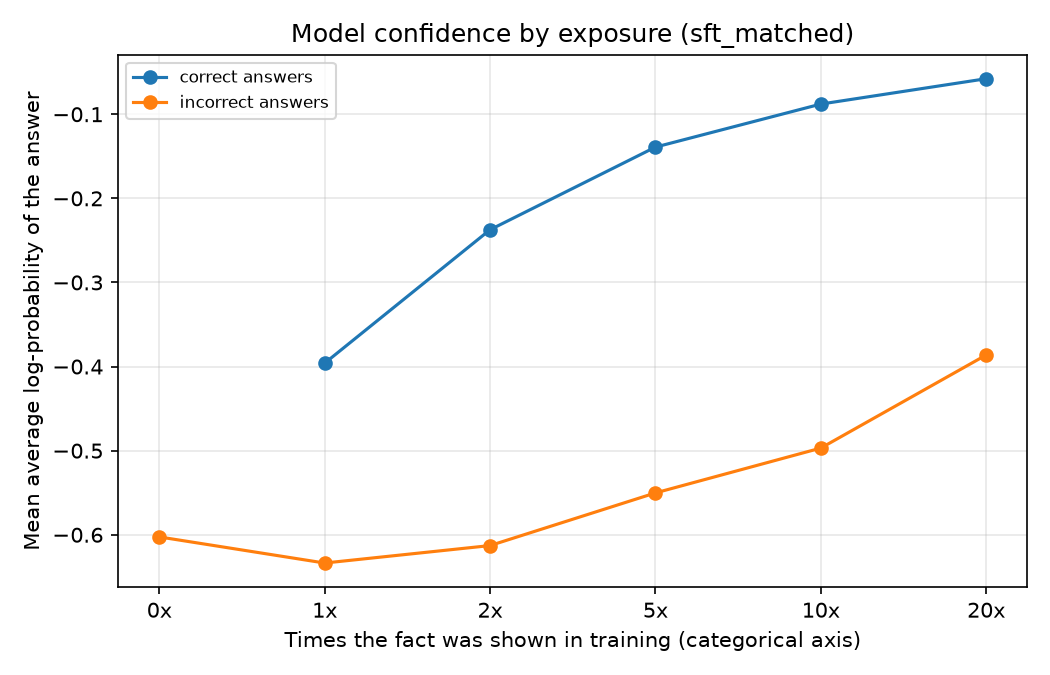 Model confidence by exposure (sft_matched)
correct answers
incorrect answers
Mean average log-probability of the answer
−0.1
−0.2
−0.3
−0.4
−0.5
−0.6
0x 1x 2x 5x 10x 20x
Times the fact was shown in training (categorical axis)